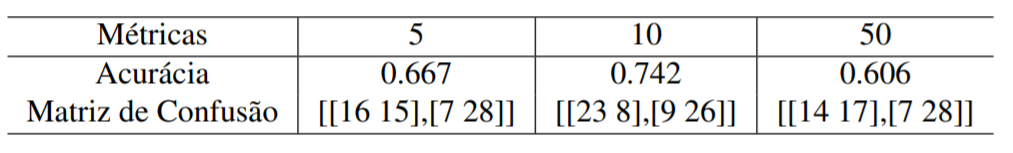 Métricas 5 10 50
Acurácia 0.667 0.742 0.606
Matriz de Confusão [[16 15],[7 28]] [[23 8],[9 26]] [[14 17],[7 28]]